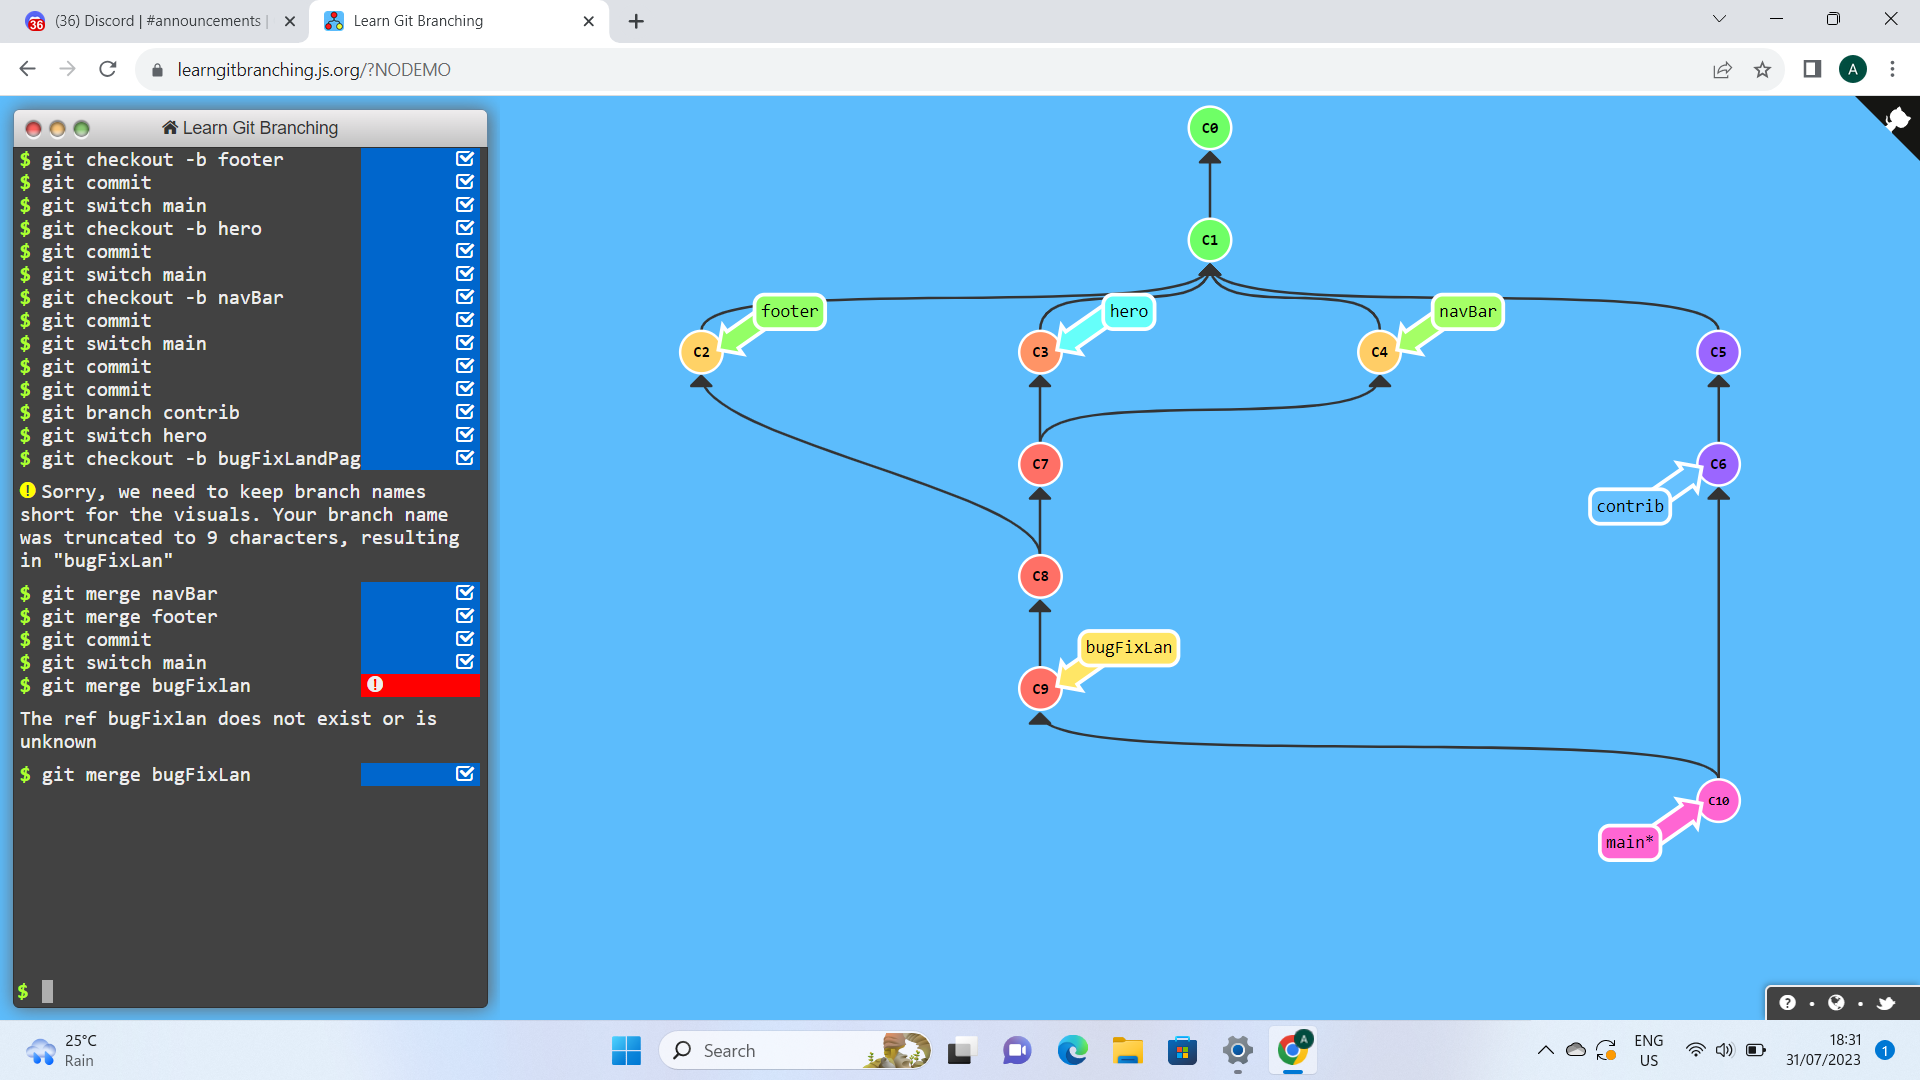 (36) Discord | #announcements |
Learn Git Branching
learngitbranching.js.org/?NODEMO
A
Learn Git Branching
$ git checkout -b footer
$ git commit
$ git switch main
$ git checkout -b hero
$ git commit
$ git switch main
$ git checkout -b navBar
$ git commit
$ git switch main
$ git commit
$ git commit
$ git branch contrib
$ git switch hero
$ git checkout -b bugFixLandPag
Sorry, we need to keep branch names
short for the visuals. Your branch name
was truncated to 9 characters, resulting
in "bugFixLan"
$ git merge navBar
$ git merge footer
$ git commit
$ git switch main
$ git merge bugFixlan
The ref bugFixlan does not exist or is
unknown
$ git merge bugFixLan
$
C0
C1
footer
hero
navBar
C2
C3
C4
C5
C7
C6
contrib
C8
bugFixLan
C9
C10
main*
25°C
Rain
Search
A
ENG
US
18:31
31/07/2023
1